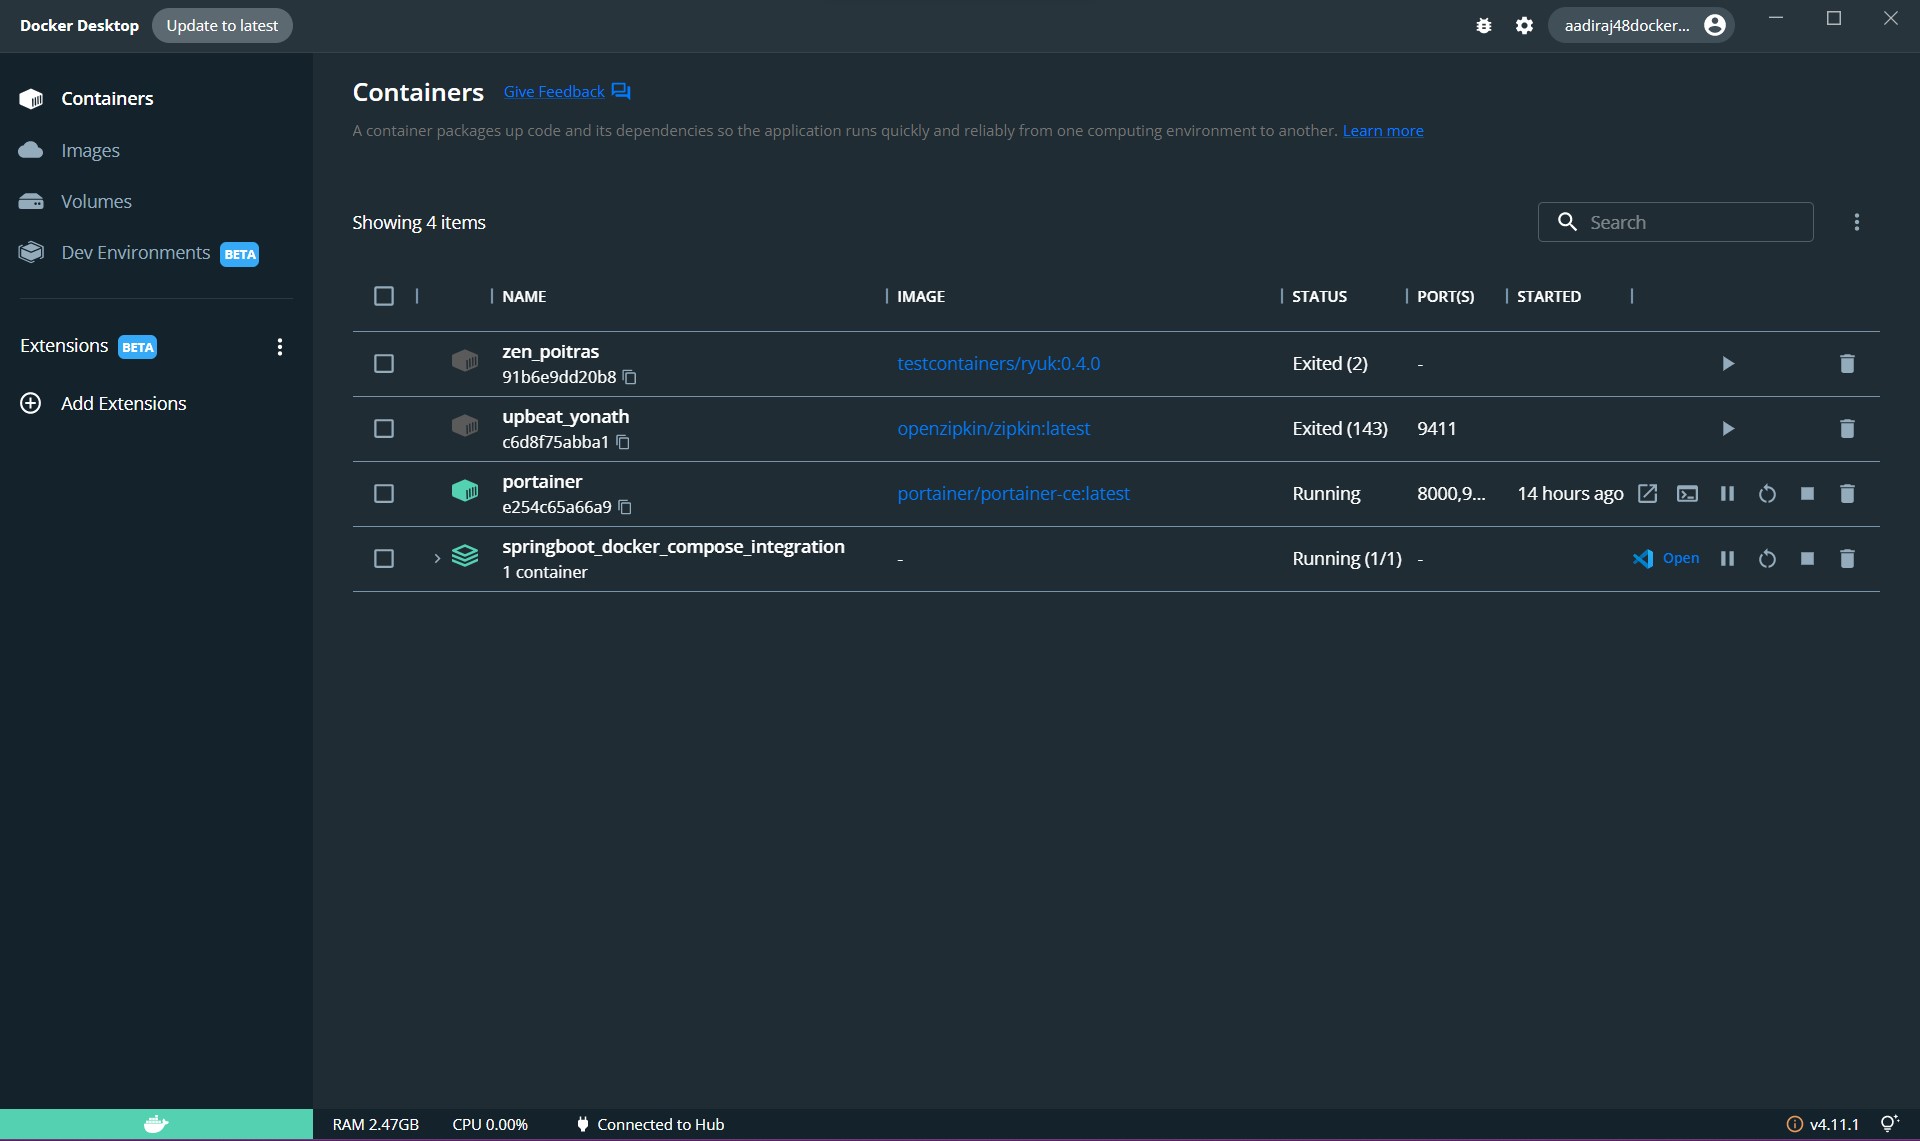 Docker Desktop Update to latest aadiraj48docker...
Containers
Images
Volumes
Dev Environments BETA
Extensions BETA
Add Extensions
Containers Give Feedback
A container packages up code and its dependencies so the application runs quickly and reliably from one computing environment to another. Learn more
Showing 4 items Search
NAME IMAGE STATUS PORT(S) STARTED
zen_poitras
91b6e9dd20b8 testcontainers/ryuk:0.4.0 Exited (2) -
upbeat_yonath
c6d8f75abba1 openzipkin/zipkin:latest Exited (143) 9411
portainer
e254c65a66a9 portainer/portainer-ce:latest Running 8000,9... 14 hours ago
springboot_docker_compose_integration
1 container - Running (1/1) - Open
RAM 2.47GB CPU 0.00% Connected to Hub v4.11.1